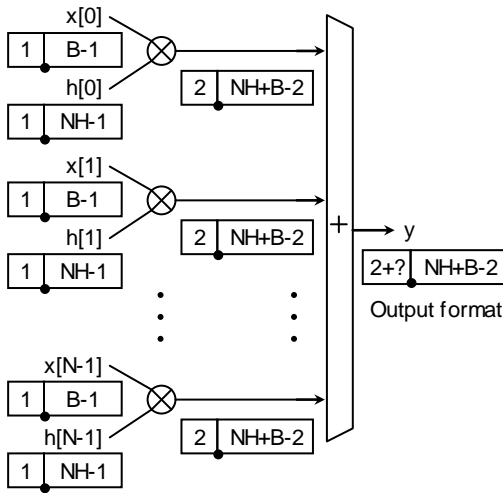 x[0]
1 B-1
h[0]
2 NH+B-2
1 NH-1
x[1]
1 B-1
h[1]
2 NH+B-2
1 NH-1
+
y
2+? NH+B-2
Output format
x[N-1]
1 B-1
h[N-1]
2 NH+B-2
1 NH-1